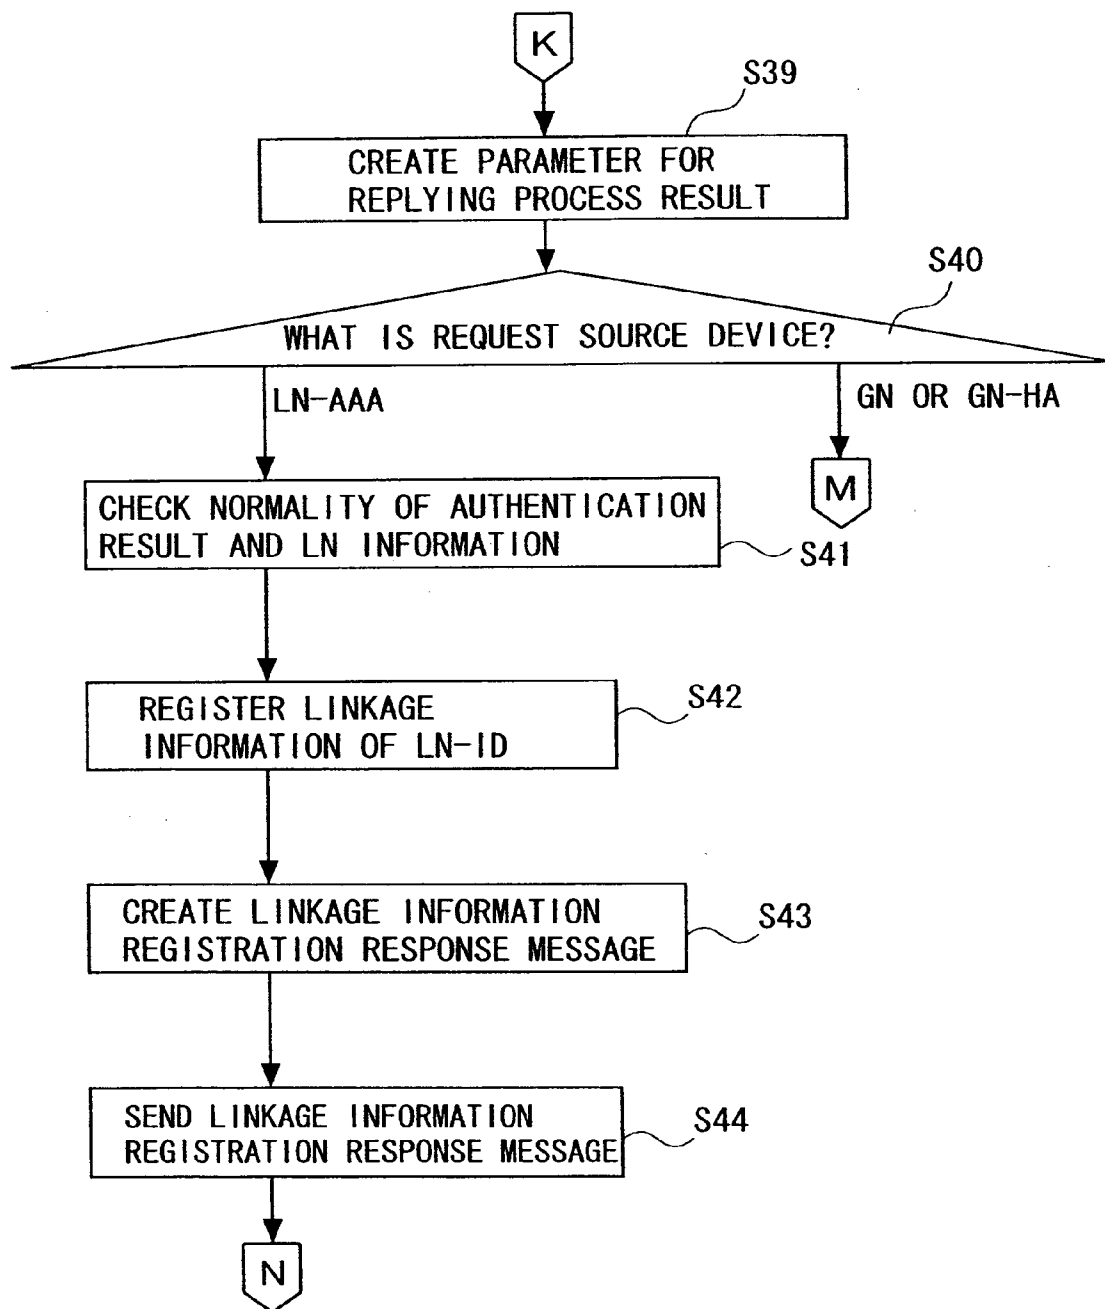 K
S39
CREATE PARAMETER FOR
REPLYING PROCESS RESULT
S40
WHAT IS REQUEST SOURCE DEVICE?
LN-AAA
GN OR GN-HA
M
CHECK NORMALITY OF AUTHENTICATION
RESULT AND LN INFORMATION
S41
REGISTER LINKAGE
INFORMATION OF LN-ID
S42
CREATE LINKAGE INFORMATION
REGISTRATION RESPONSE MESSAGE
S43
SEND LINKAGE INFORMATION
REGISTRATION RESPONSE MESSAGE
S44
N